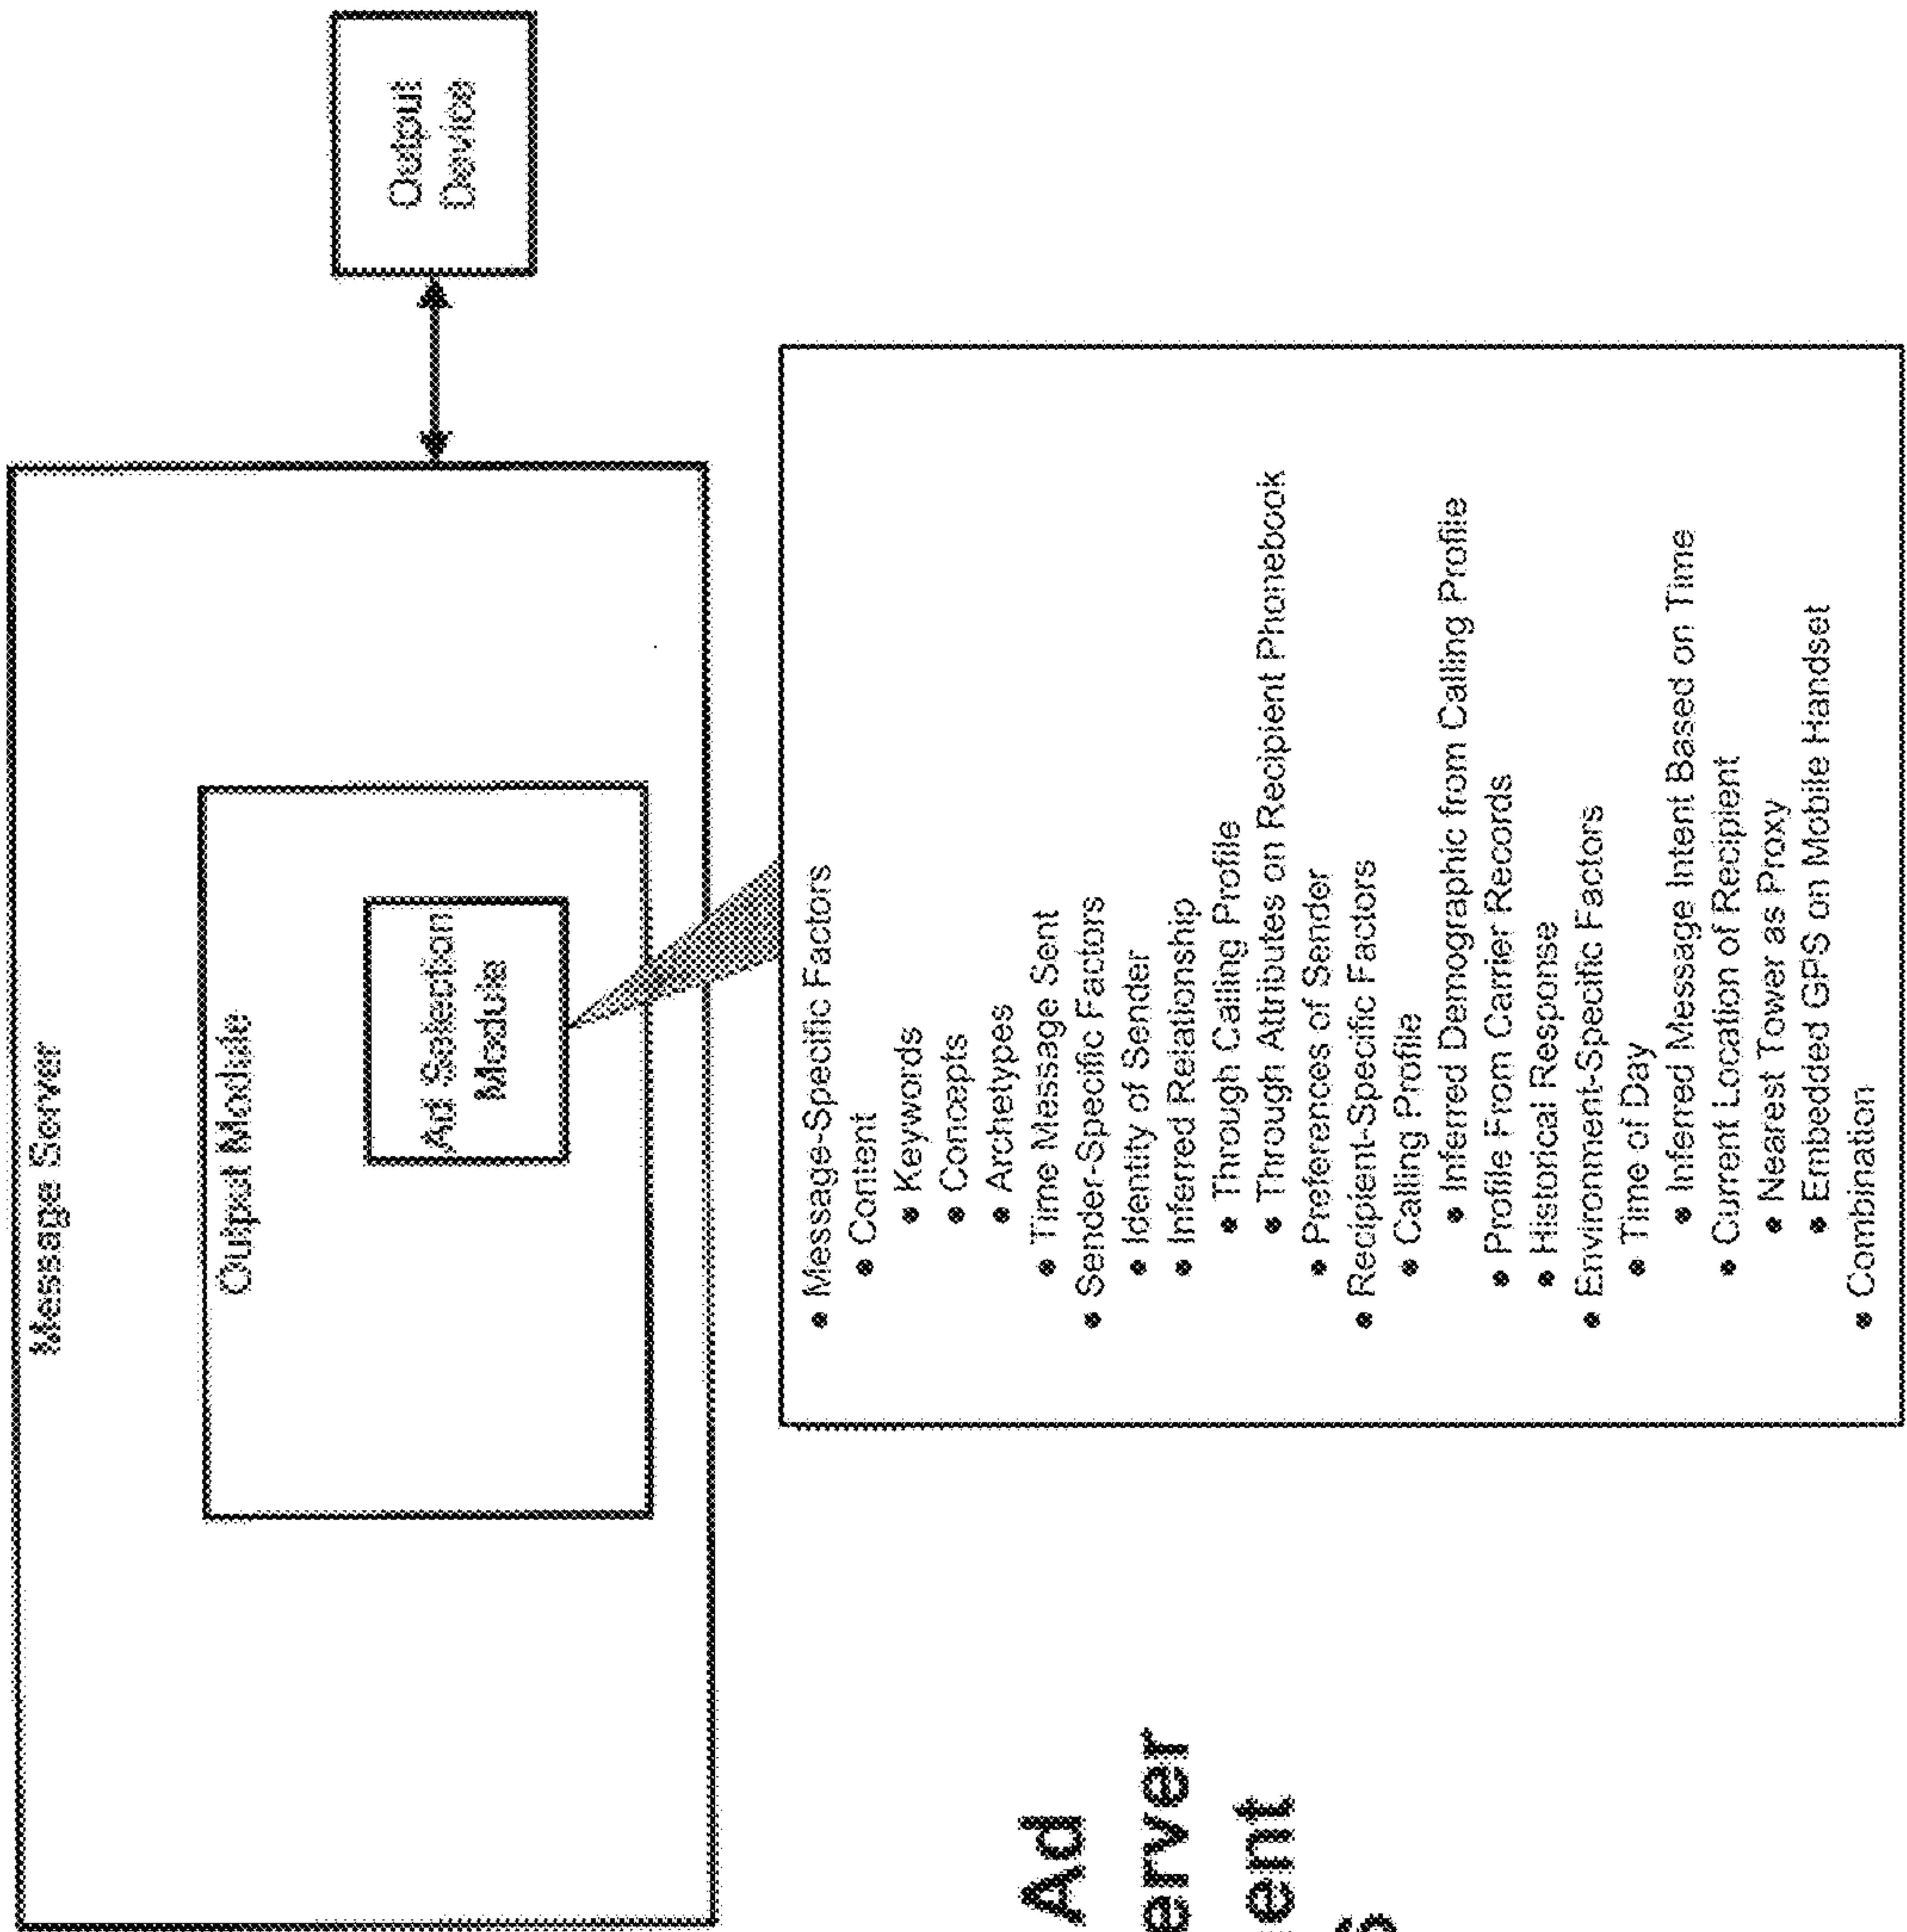 Message Server
Output Module
Ad Selection
Module
Output
Device
• Message-Specific Factors
• Content
• Keywords
• Concepts
• Archetypes
• Time Message Sent
• Sender-Specific Factors
• Identity of Sender
• Inferred Relationship
• Through Calling Profile
• Through Attributes on Recipient Phonebook
• Preferences of Sender
• Recipient-Specific Factors
• Calling Profile
• Inferred Demographic from Calling Profile
• Profile From Carrier Records
• Historical Response
• Environment-Specific Factors
• Time of Day
• Inferred Message Intent Based on Time
• Current Location of Recipient
• Nearest Tower as Proxy
• Embedded GPS on Mobile Handset
• Combination
Ad
erver
ent